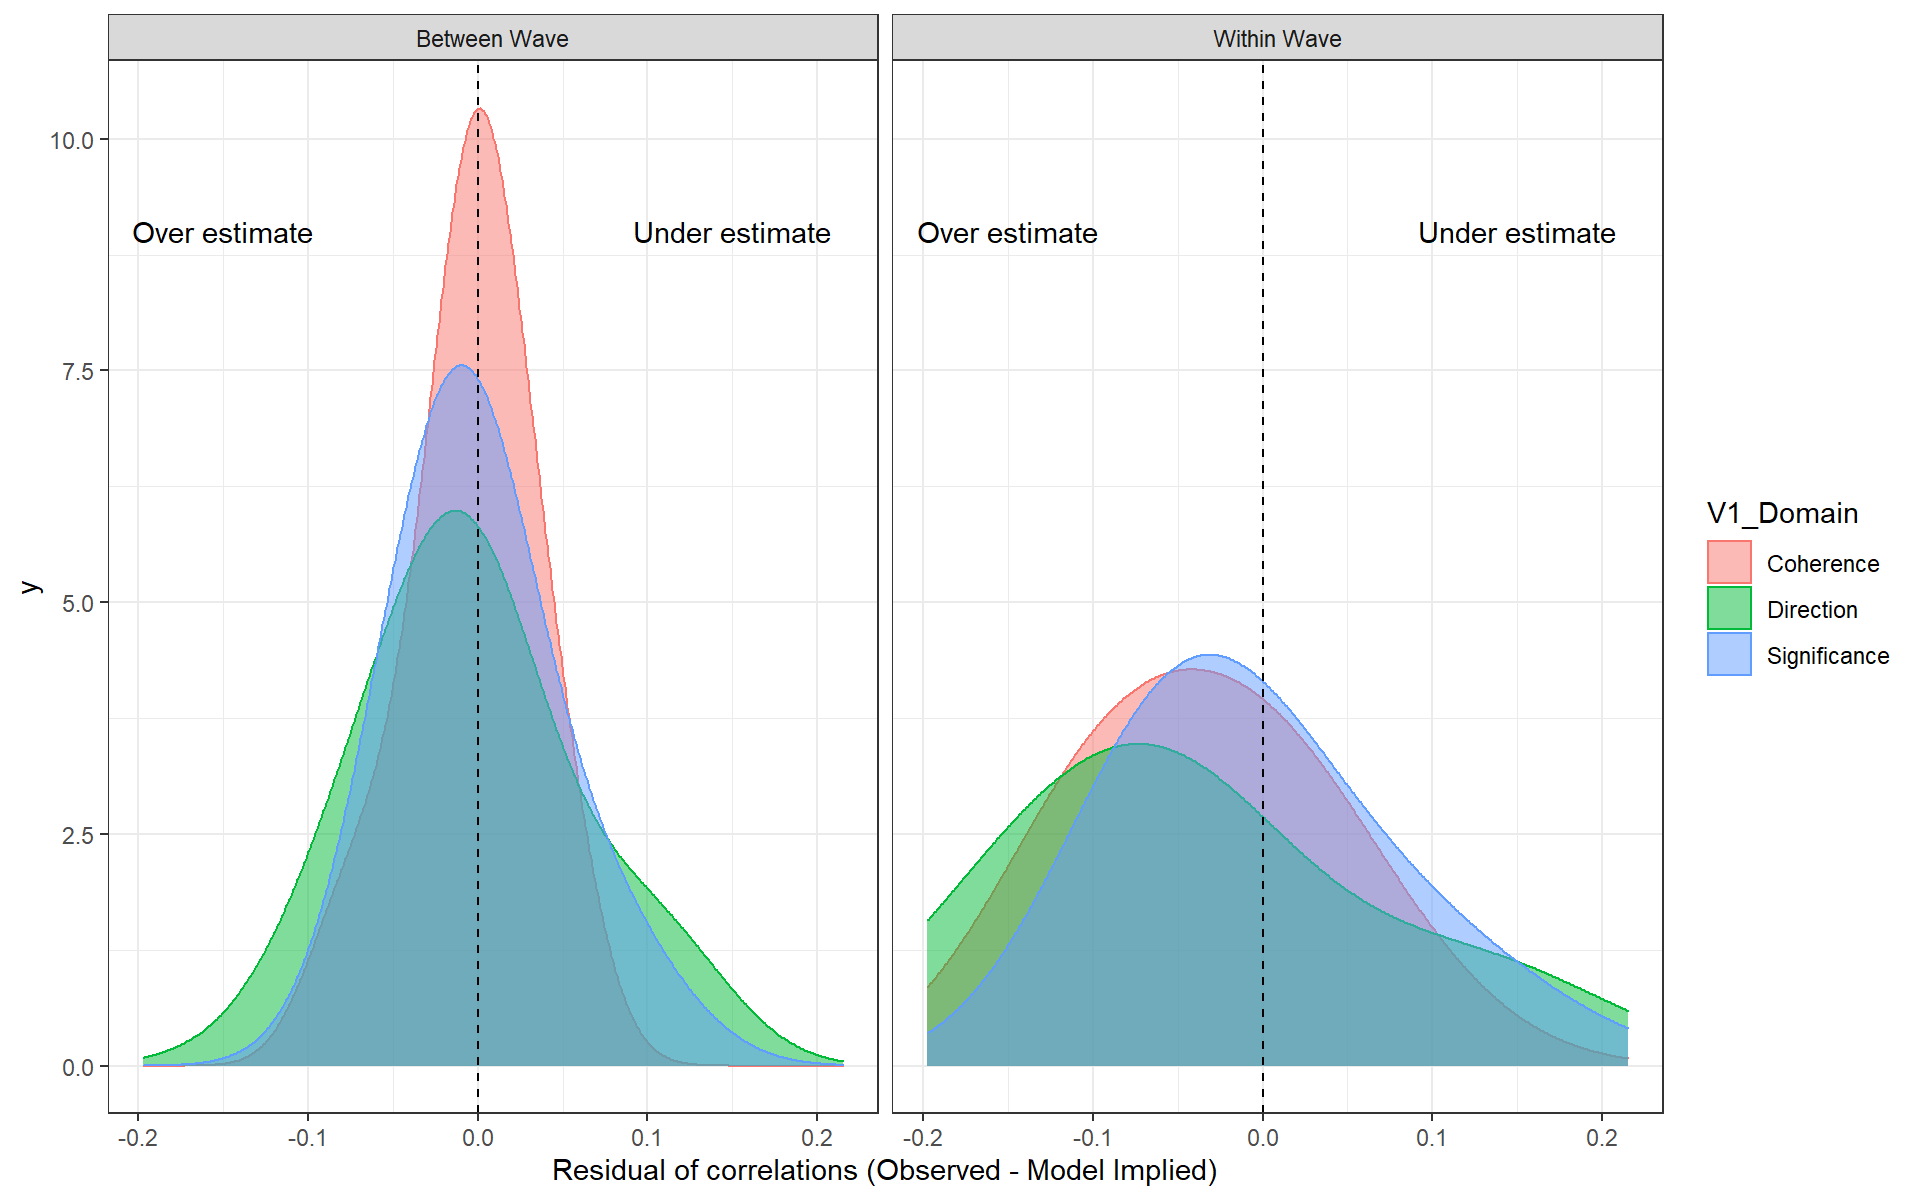 Between Wave
Within Wave
10.0
7.5
5.0
2.5
0.0
y
Over estimate
Under estimate
Over estimate
Under estimate
-0.2
-0.1
0.0
0.1
0.2
-0.2
-0.1
0.0
0.1
0.2
Residual of correlations (Observed - Model Implied)
V1_Domain
Coherence
Direction
Significance